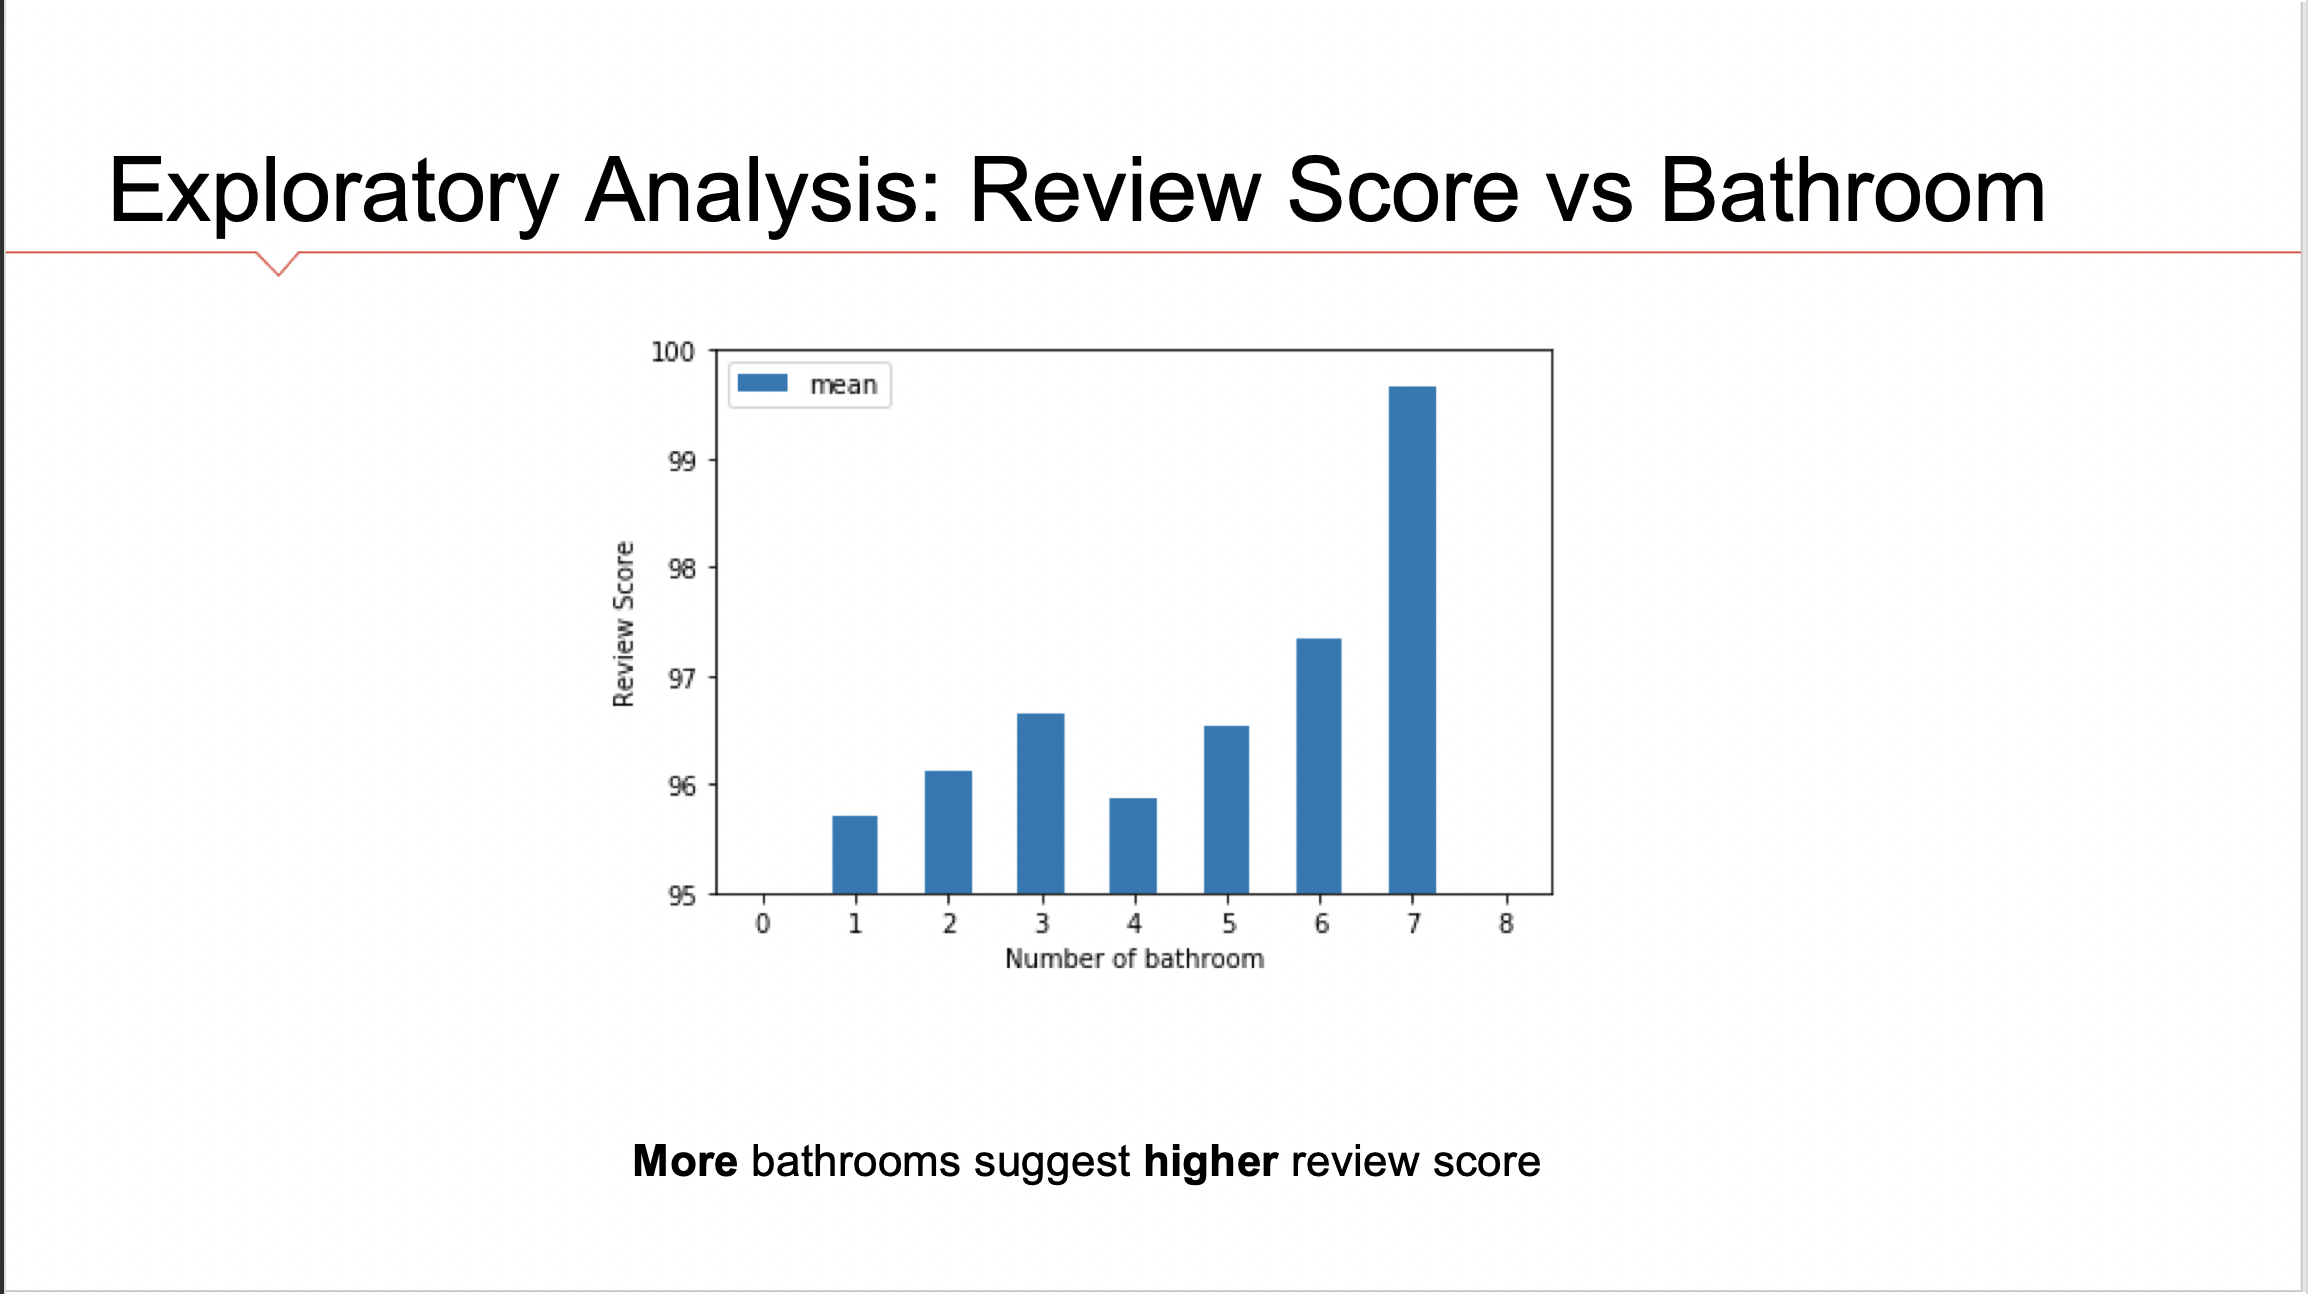 Exploratory Analysis: Review Score vs Bathroom
mean
100
99
98
97
96
95
Review Score
0 1 2 3 4 5 6 7 8
Number of bathroom
More bathrooms suggest higher review score